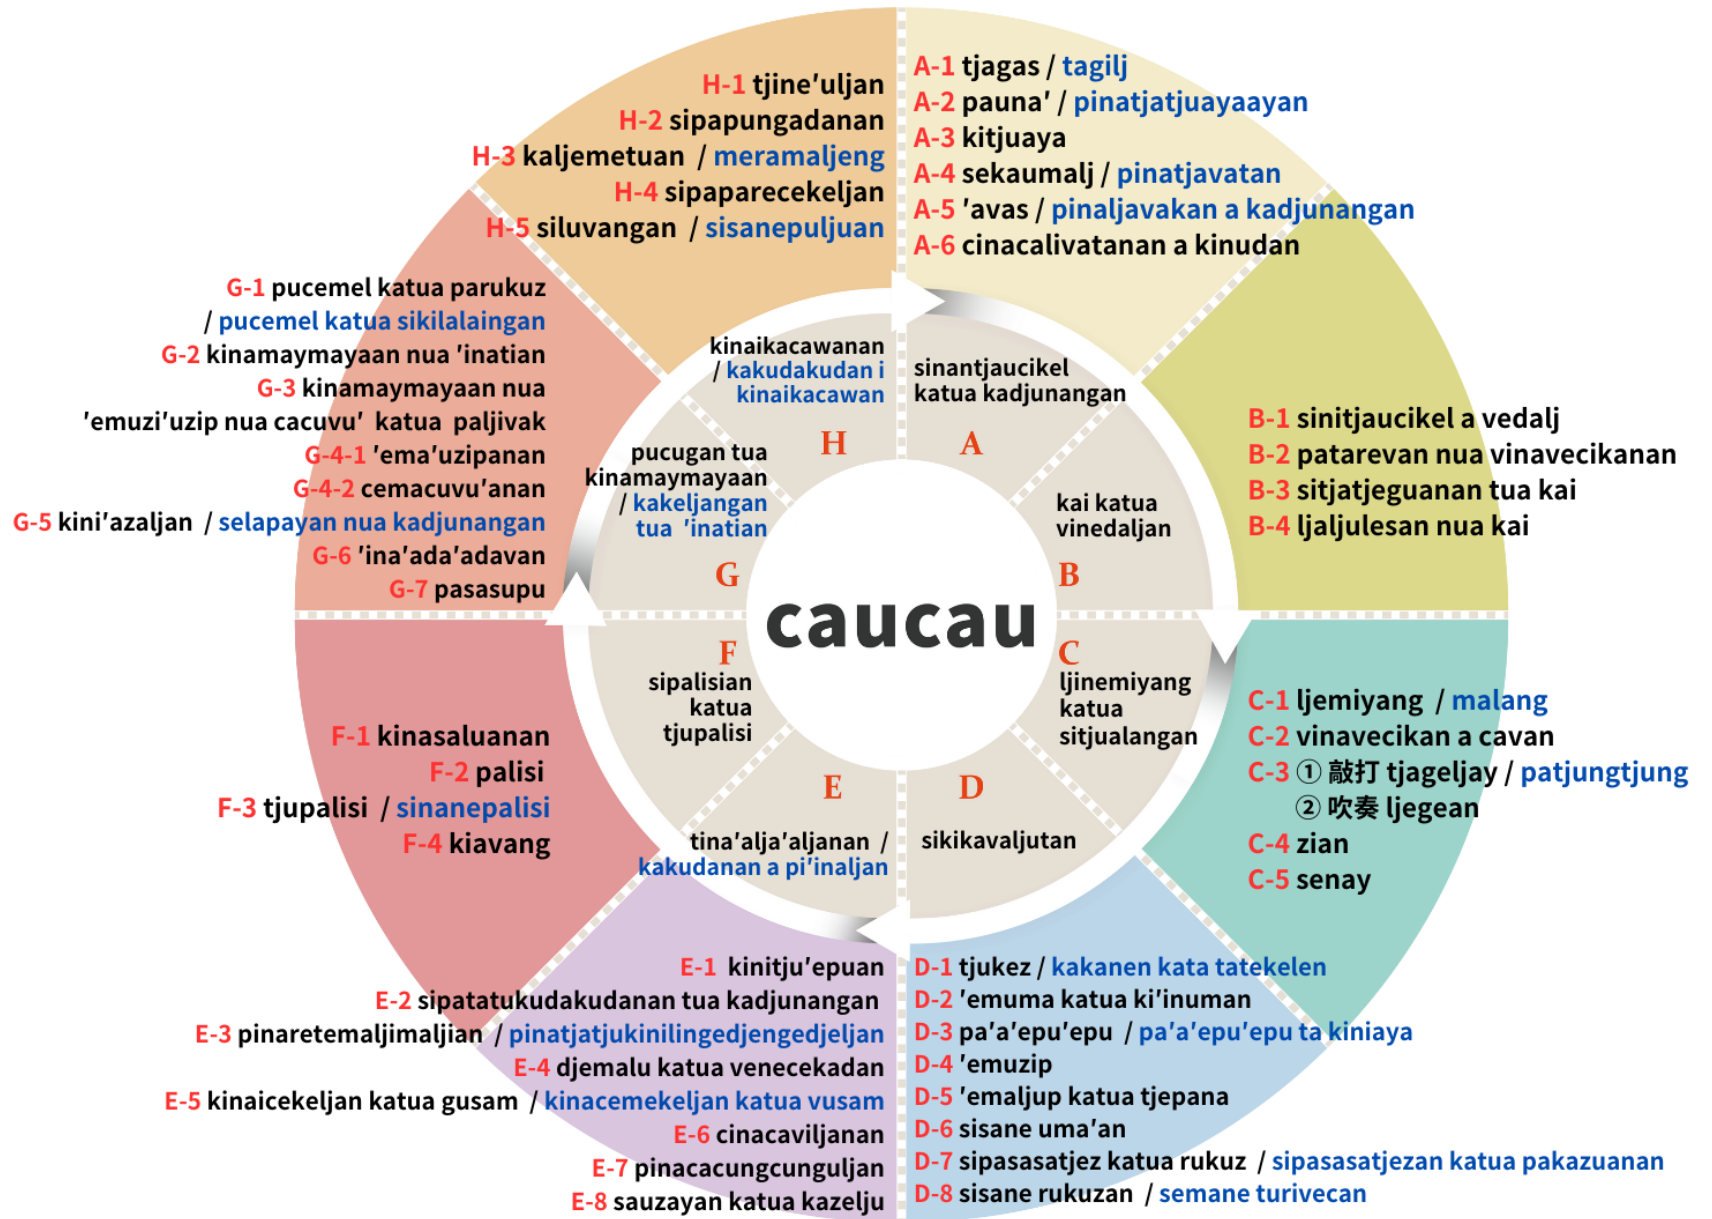 A-1 tjagas / tagilj
A-2 pauna' / pinatjatjuayaayan
A-3 kitjuaya
A-4 sekaumalj / pinatjavatan
A-5 'avas / pinaljavakan a kadjunangan
A-6 cinacalivatanan a kinudan
B-1 sinitjaucikel a vedalj
B-2 patarevan nua vinavecikanan
B-3 sitjatjeguanan tua kai
B-4 ljaljulesan nua kai
C-1 ljemiyang / malang
C-2 vinavecikan a cavan
C-3 ① 敲打 tjageljay / patjungtjung
② 吹奏 ljegean
C-4 zian
C-5 senay
D-1 tjukez / kakanen kata tatekelen
D-2 'emuma katua ki'inuman
D-3 pa'a'epu'epu / pa'a'epu'epu ta kiniaya
D-4 'emuzip
D-5 'emaljup katua tjepana
D-6 sisane uma'an
D-7 sipasasatjez katua rukuz / sipasasatjezan katua pakazuanan
D-8 sisane rukuzan / semane turivecan
E-1 kinitju'epuan
E-2 sipatatukudakudanan tua kadjunangan
E-3 pinaretemaljimaljian / pinatjatjukinilingedjengedjeljan
E-4 djemalu katua venecekadan
E-5 kinaicekeljan katua gusam / kinacemekeljan katua vusam
E-6 cinacaviljanan
E-7 pinacacungcunguljan
E-8 sauzayan katua kazelju
F-1 kinasaluanan
F-2 palisi
F-3 tjupalisi / sinanepalisi
F-4 kiavang
G-1 pucemel katua parukuz
/ pucemel katua sikilalaingan
G-2 kinamaymayaan nua 'inatian
G-3 kinamaymayaan nua
'emuzi'uzip nua cacuvu' katua paljivak
G-4-1 'ema'uzipanan
G-4-2 cemacuvu'anan
G-5 kini'azaljan / selapayan nua kadjunangan
G-6 'ina'ada'adavan
G-7 pasasupu
H-1 tjine'uljan
H-2 sipapungadanan
H-3 kaljemetuan / meramaljeng
H-4 sipaparecekeljan
H-5 siluvangan / sisanepuljuan
sinantjaucikel
katua kadjunangan
A
kai katua
vinedaljan
B
C
ljinemiyang
katua
sitjualangan
D
sikikavaljutan
E
tina'alja'aljanan /
kakudanan a pi'inaljan
F
sipalisian
katua
tjupalisi
pucugan tua
kinamaymayaan
/ kakeljangan
tua 'inatian
G
kinaikacawanan
/ kakudakudan i
kinaikacawan
H
caucau